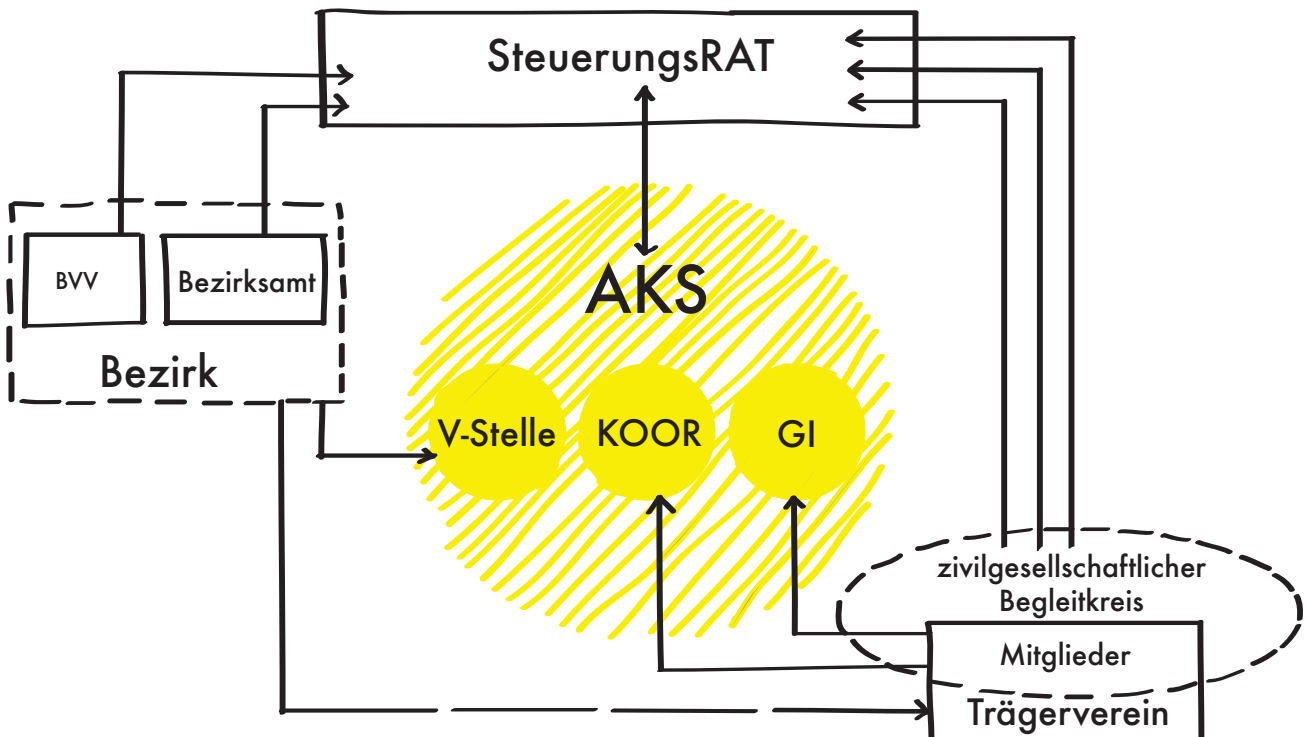 SteuerungsRAT
BVV
Bezirksamt
Bezirk
AKS
V-Stelle
KOOR
GI
zivilgesellschaftlicher
Begleitkreis
Mitglieder
Trägerverein